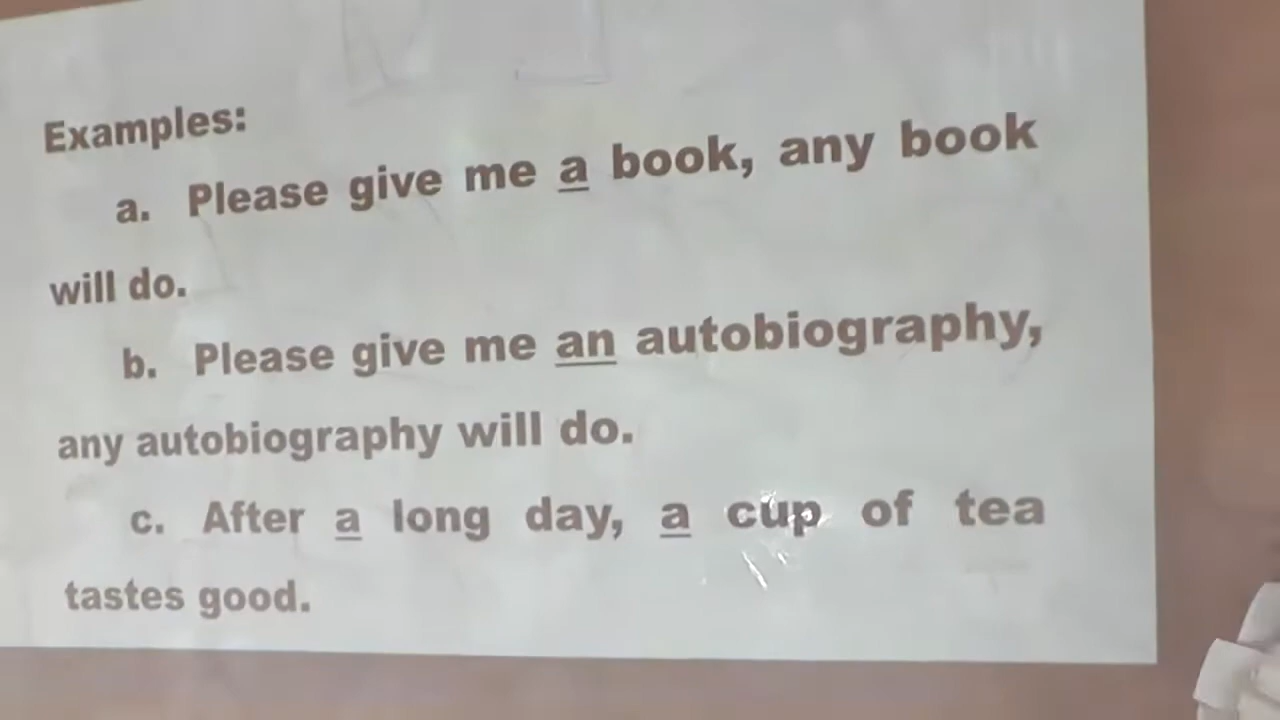 Examples:
a. Please give me a book, any book
will do.
b. Please give me an autobiography,
any autobiography will do.
c. After a long day, a cup of tea
tastes good.